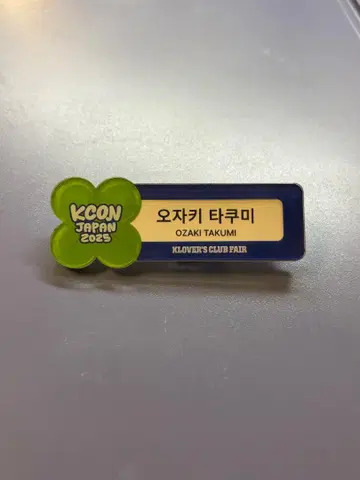 KCON
JAPAN
2025
오자키 타쿠미
OZAKI TAKUMI
KLOVER'S CLUB FAIR